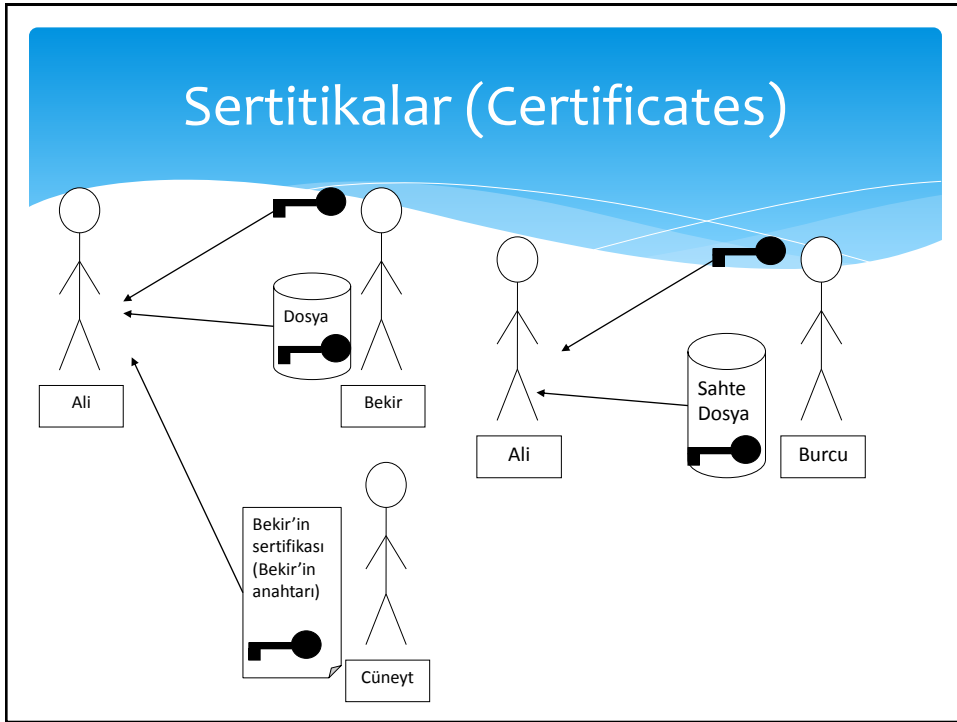 Sertitikalar (Certificates)
Dosya
Ali
Bekir
Sahte
Dosya
Ali
Burcu
Bekir’in
sertifikası
(Bekir’in
anahtarı)
Cüneyt